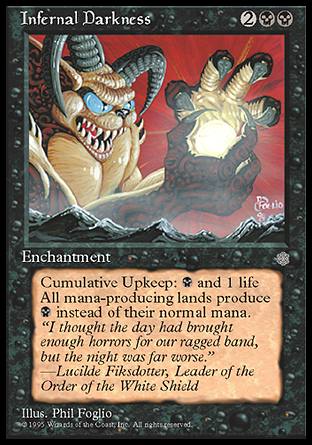 Infernal Darkness 2
Enchantment
Cumulative Upkeep: and 1 life
All mana-producing lands produce
instead of their normal mana.
“I thought the day had brought
enough horrors for our ragged band,
but the night was far worse.”
—Lucilde Fiksdotter, Leader of the
Order of the White Shield
Illus. Phil Foglio
© 1995 Wizards of the Coast, Inc. All rights reserved.